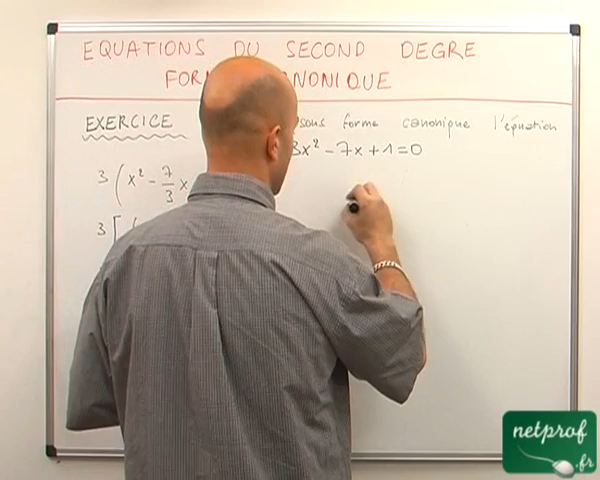 EQUATIONS DU SECOND DEGRE
FOR NONIQUE
EXERCICE sous forme canonique l'équation
3x² - 7x + 1 = 0
3 ( x² - 7/3 x
3 [ (
netprof
.fr